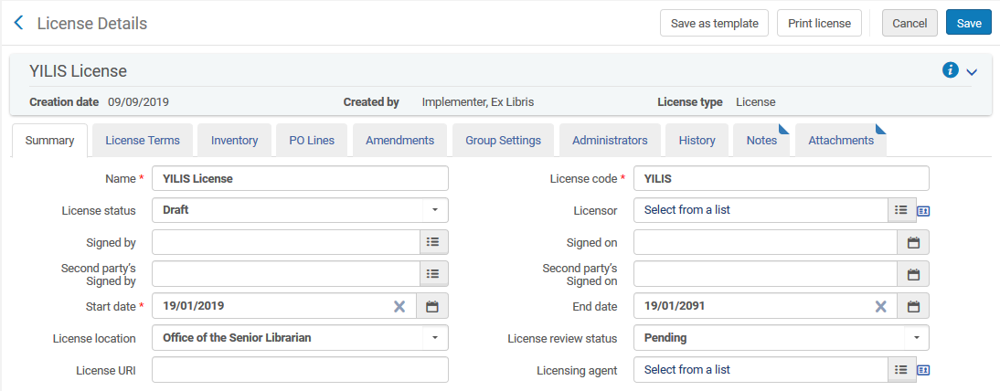 License Details Save as template Print license Cancel Save
YILIS License
Creation date 09/09/2019 Created by Implementer, Ex Libris License type License
Summary License Terms Inventory PO Lines Amendments Group Settings Administrators History Notes Attachments
Name * YILIS License License code * YILIS
License status Draft Licensor Select from a list
Signed by Signed on
Second party's Second party's
Signed by Signed on
Start date * 19/01/2019 End date 19/01/2091
License location Office of the Senior Librarian License review status Pending
License URI Licensing agent Select from a list